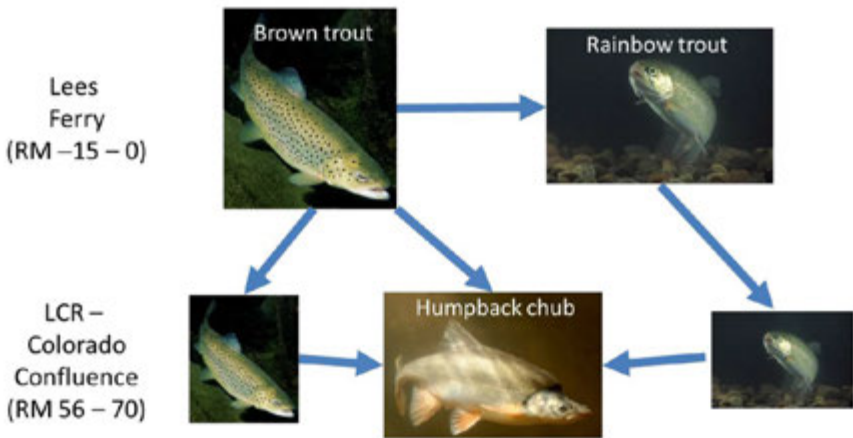 Brown trout
Rainbow trout
Lees
Ferry
(RM –15 – 0)
LCR –
Colorado
Confluence
(RM 56 – 70)
Humpback chub